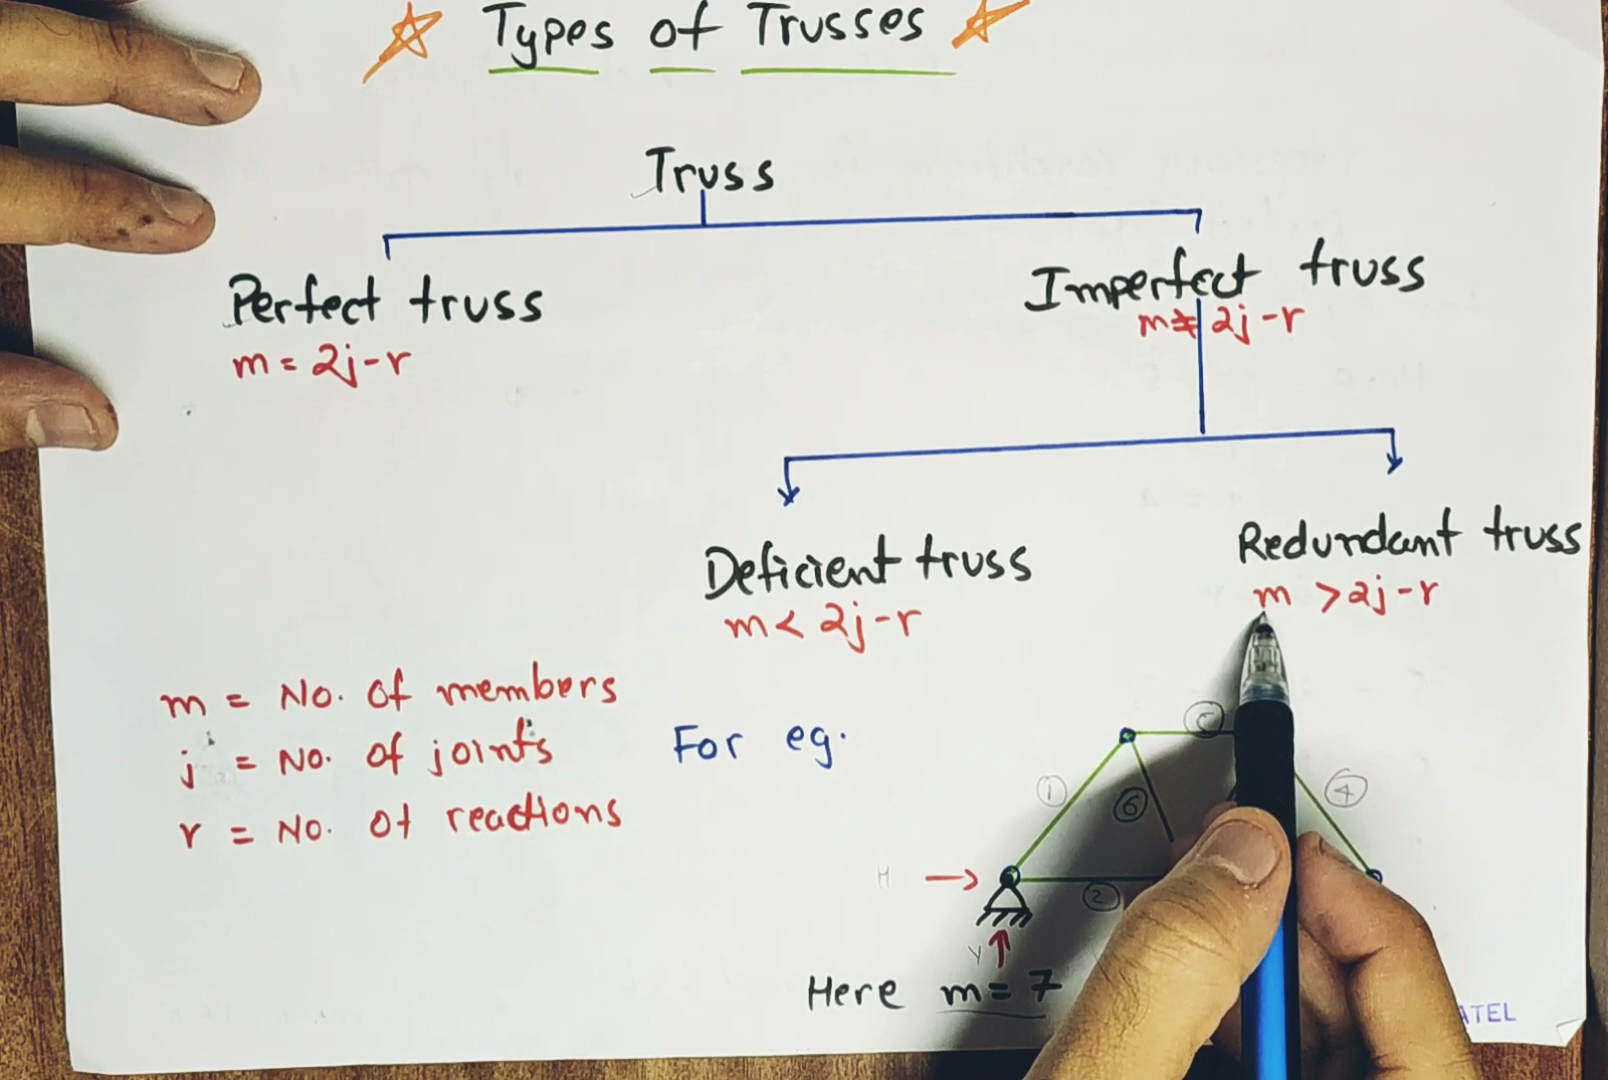 Types of Trusses
Truss
Perfect truss
m = 2j - r
Imperfect truss
m ≠ 2j - r
Deficient truss
m < 2j - r
Redundant truss
m > 2j - r
m = No. of members
j = No. of joints
r = No. of reactions
For eg.
5
1
6
4
H
2
V
Here m = 7
ATEL